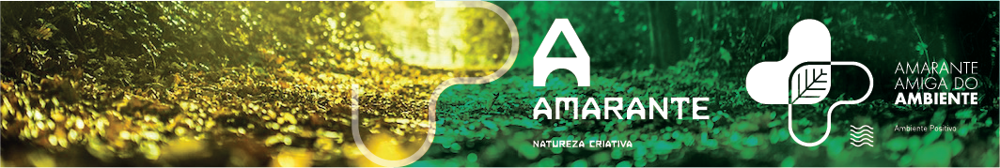 A
AMARANTE
NATUREZA CRIATIVA
AMARANTE
AMIGA DO
AMBIENTE
Ambiente Positivo